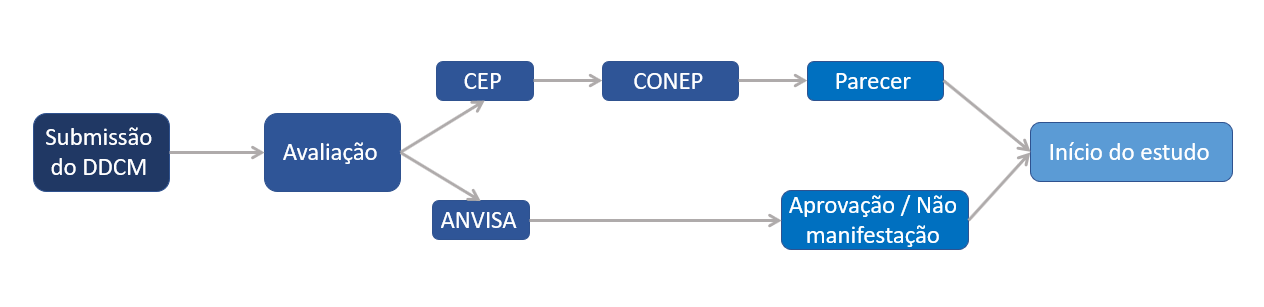 Submissão
do DDCM
Avaliação
CEP
CONEP
Parecer
ANVISA
Aprovação / Não
manifestação
Início do estudo